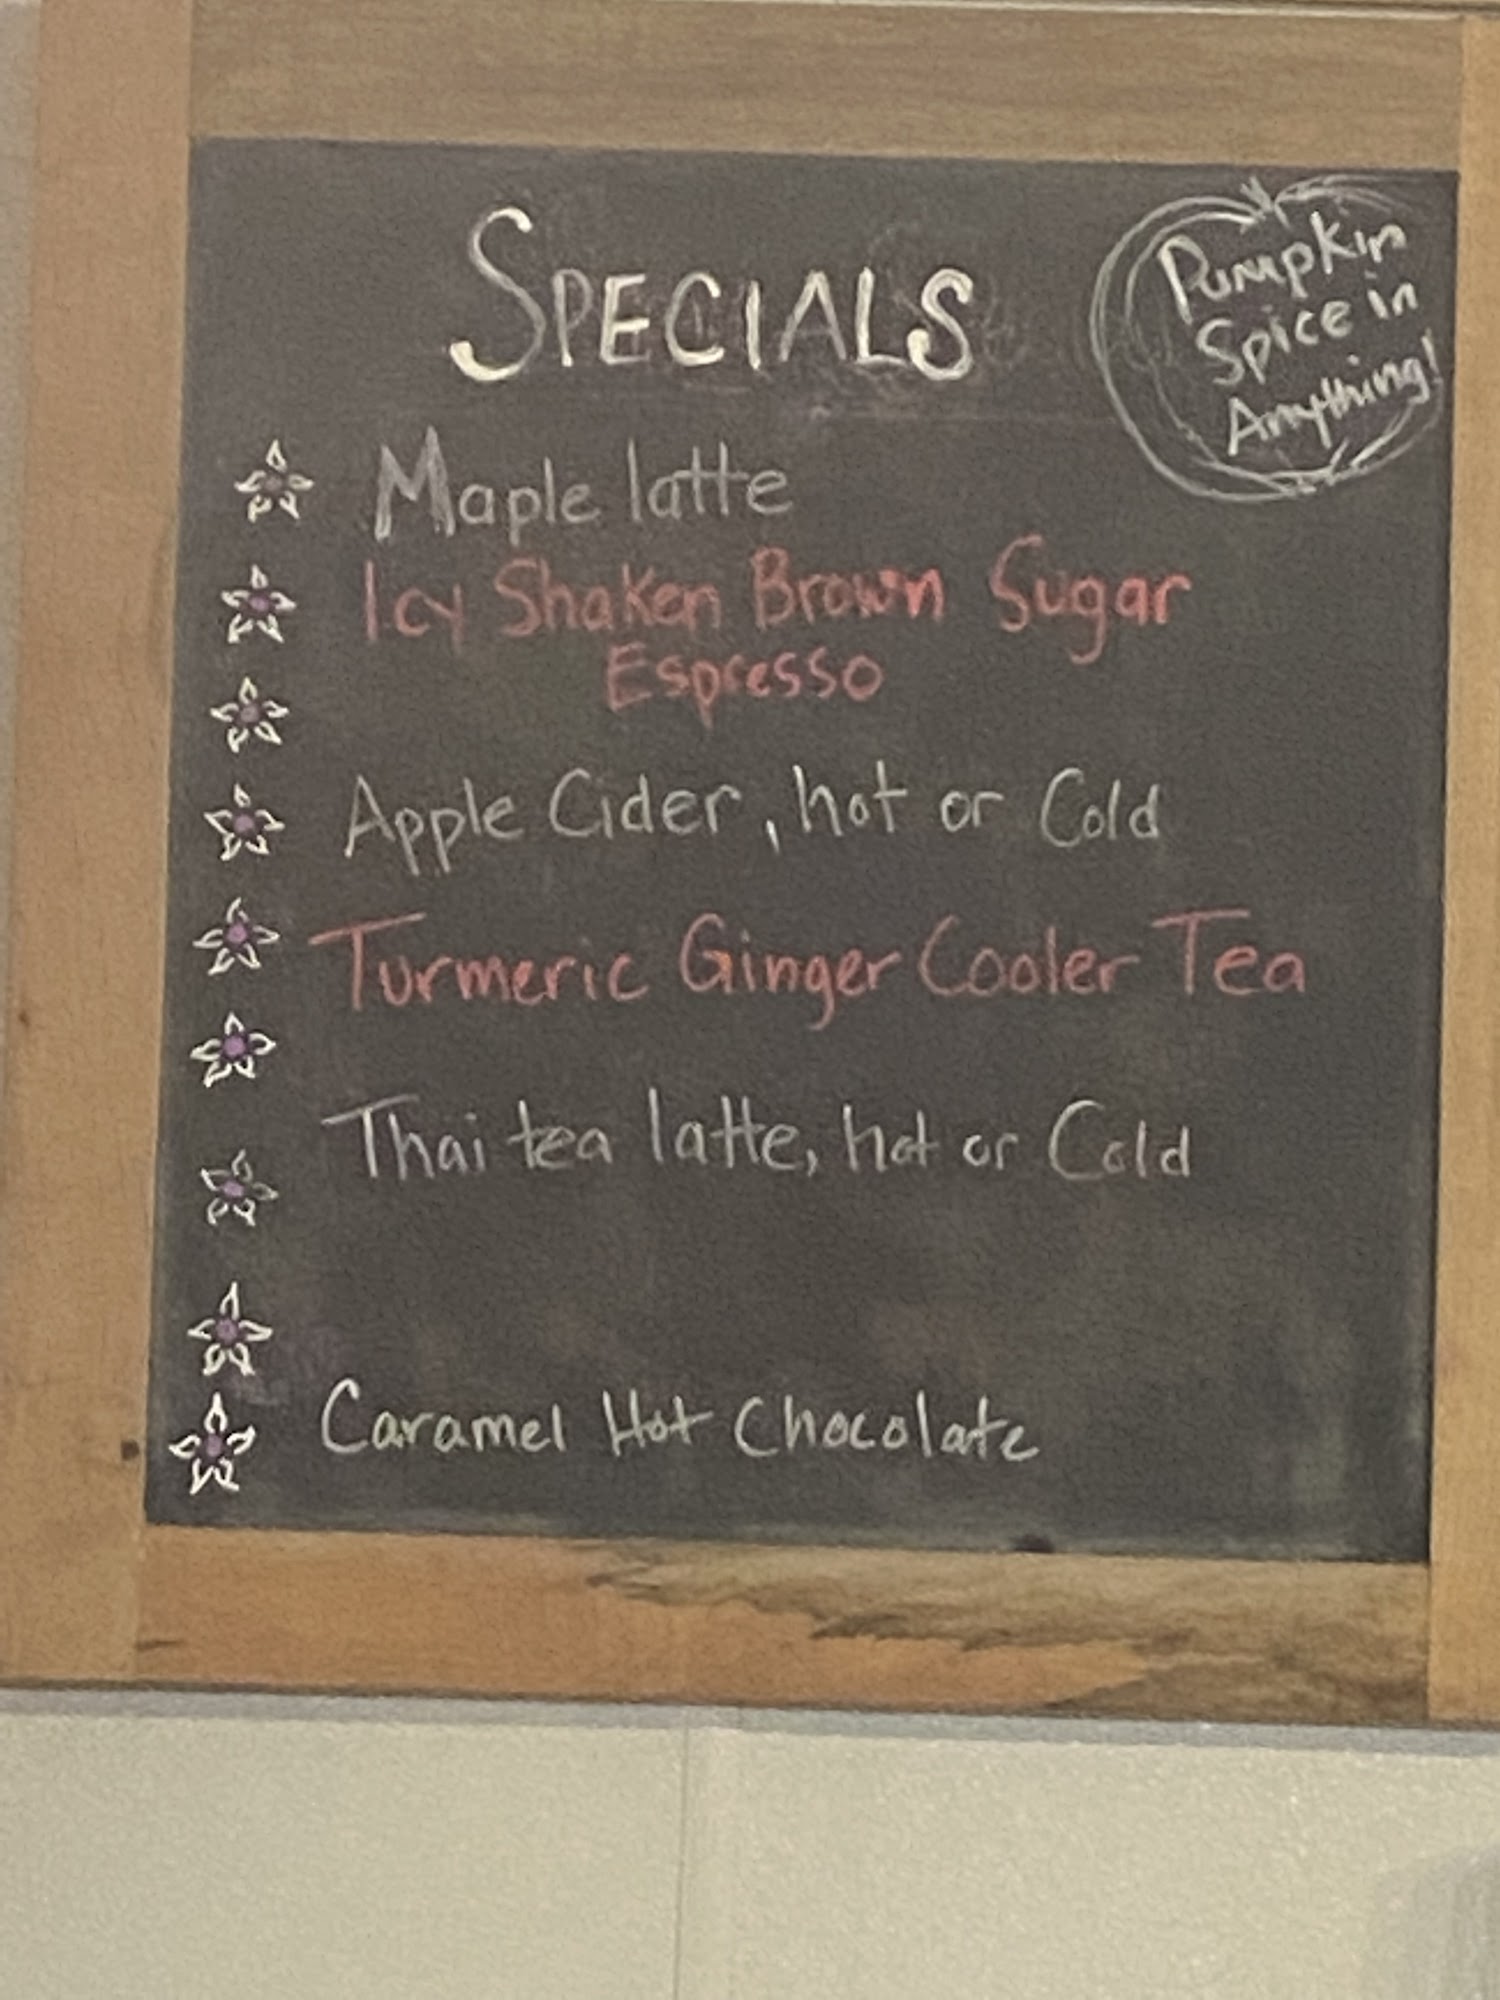 SPECIALS
Pumpkin
Spice in
Anything!
Maple latte
Icy Shaken Brown Sugar
Espresso
Apple Cider, hot or Cold
Turmeric Ginger Cooler Tea
Thai tea latte, hot or Cold
Caramel Hot Chocolate